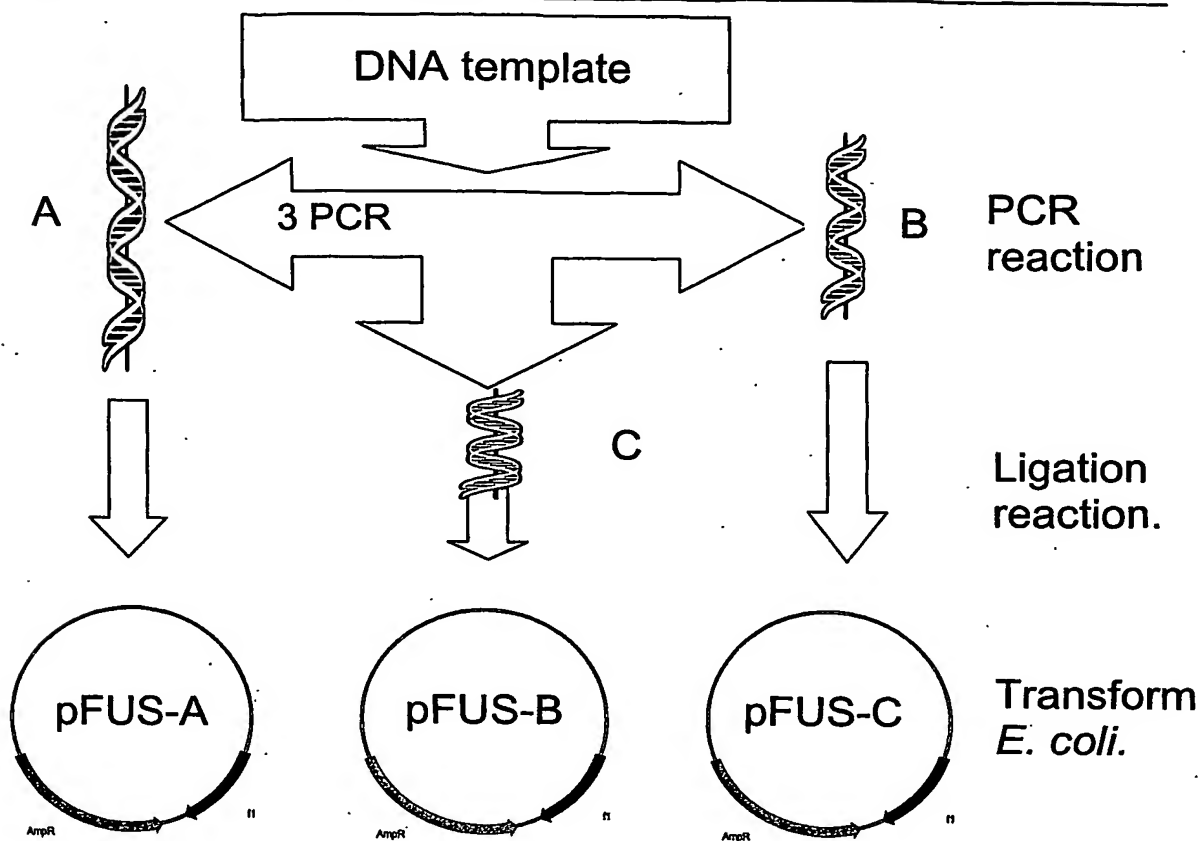 DNA template
A
3 PCR
B
PCR
reaction
C
Ligation
reaction.
pFUS-A
pFUS-B
pFUS-C
Transform
E. coli.
AmpR
f1
AmpR
f1
AmpR
f1